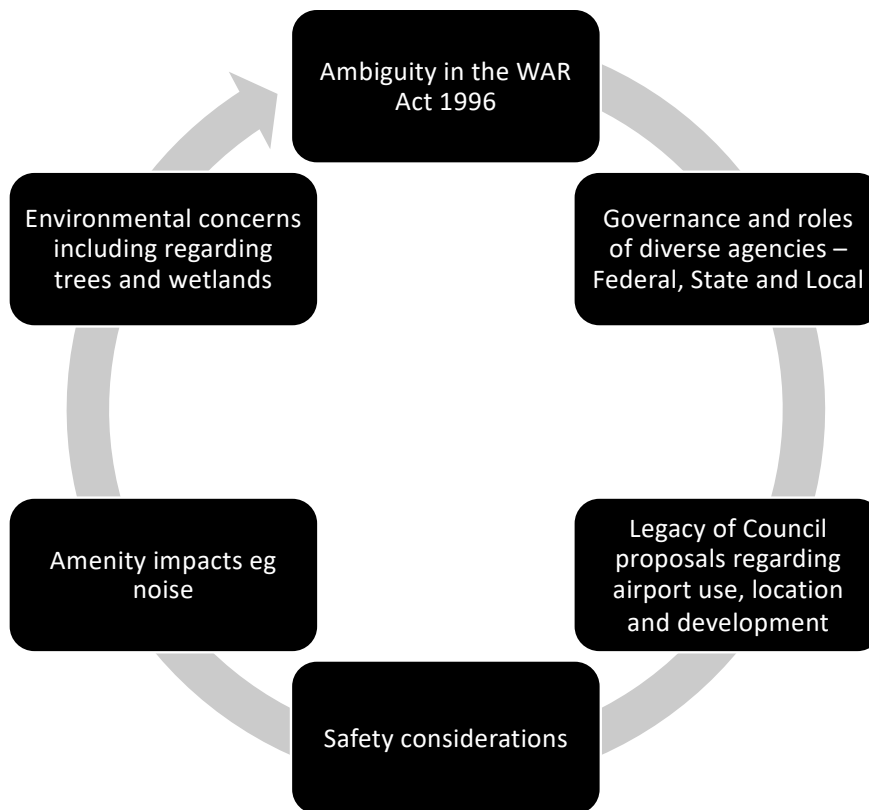 Ambiguity in the WAR
Act 1996
Governance and roles
of diverse agencies –
Federal, State and Local
Legacy of Council
proposals regarding
airport use, location
and development
Safety considerations
Amenity impacts eg
noise
Environmental concerns
including regarding
trees and wetlands